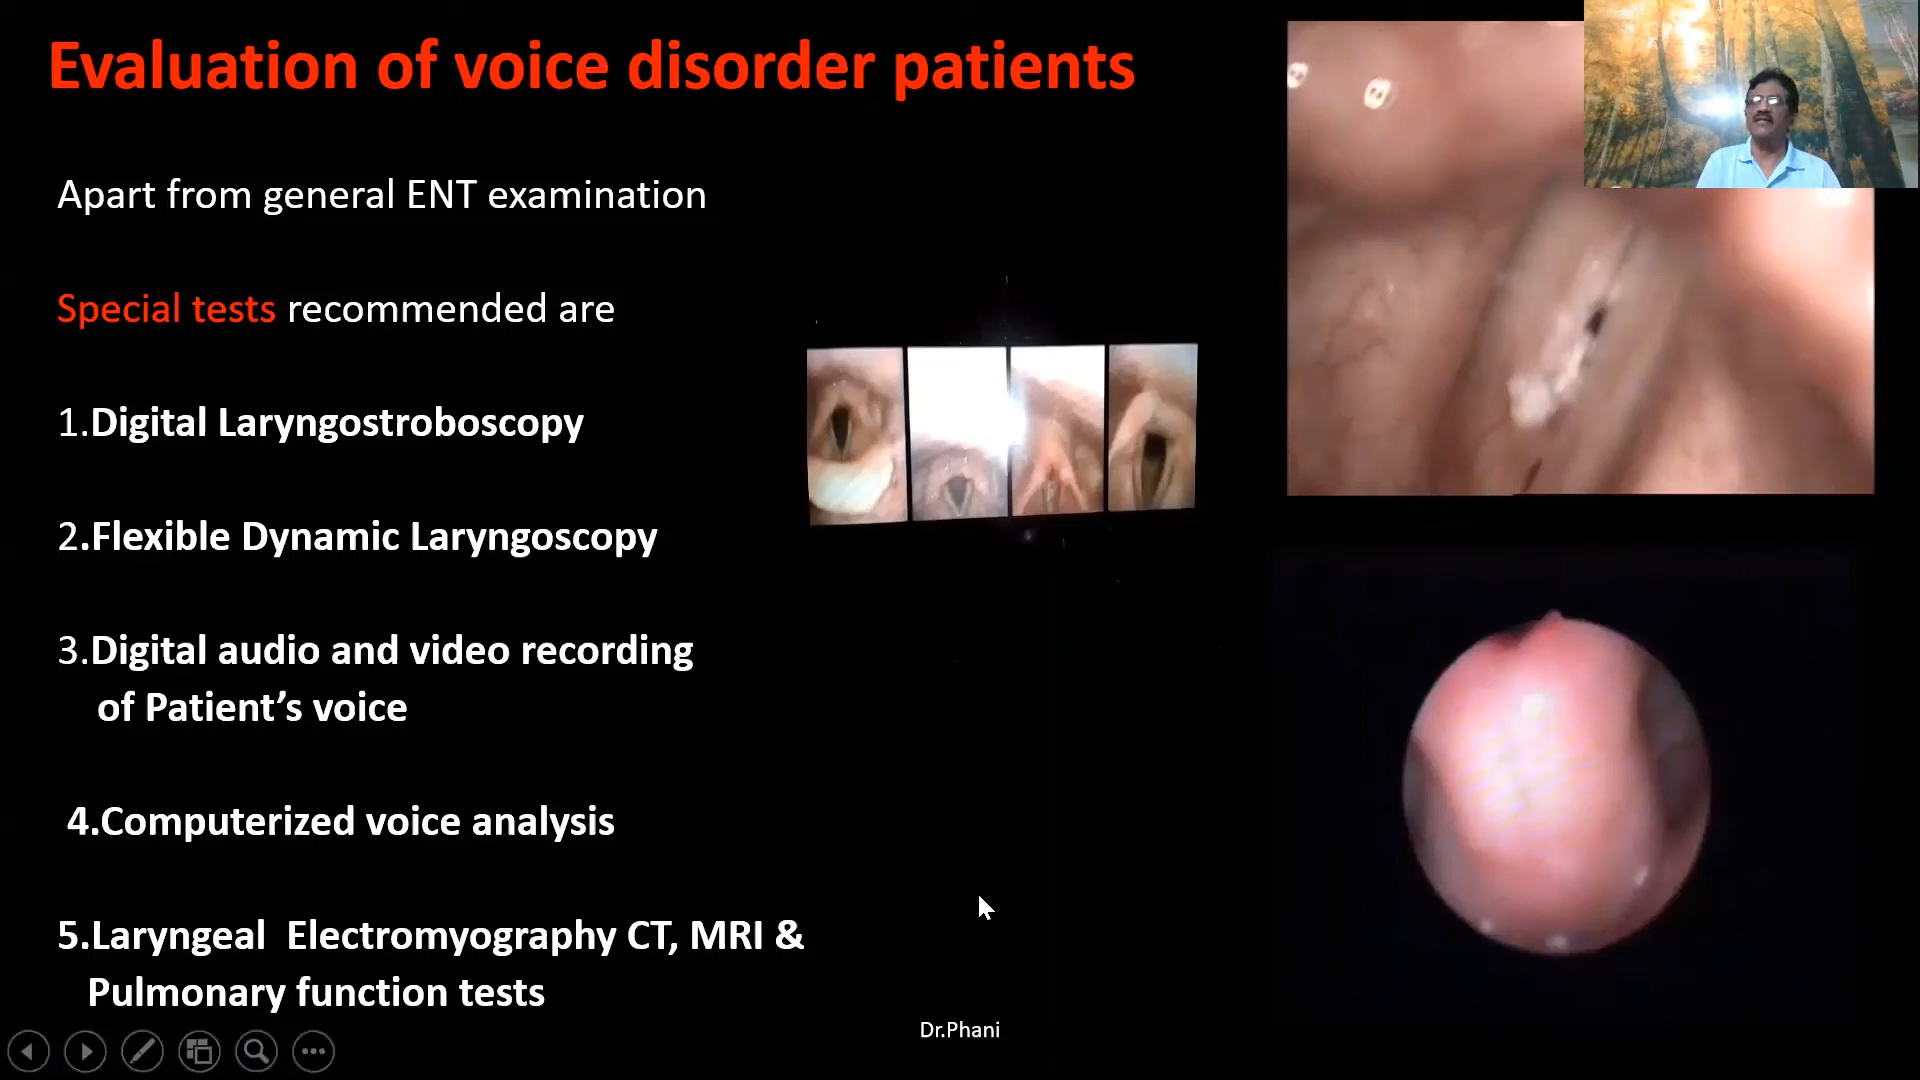 Evaluation of voice disorder patients
Apart from general ENT examination
Special tests recommended are
1.Digital Laryngostroboscopy
2.Flexible Dynamic Laryngoscopy
3.Digital audio and video recording
of Patient’s voice
4.Computerized voice analysis
5.Laryngeal  Electromyography CT, MRI &
Pulmonary function tests
Dr.Phani